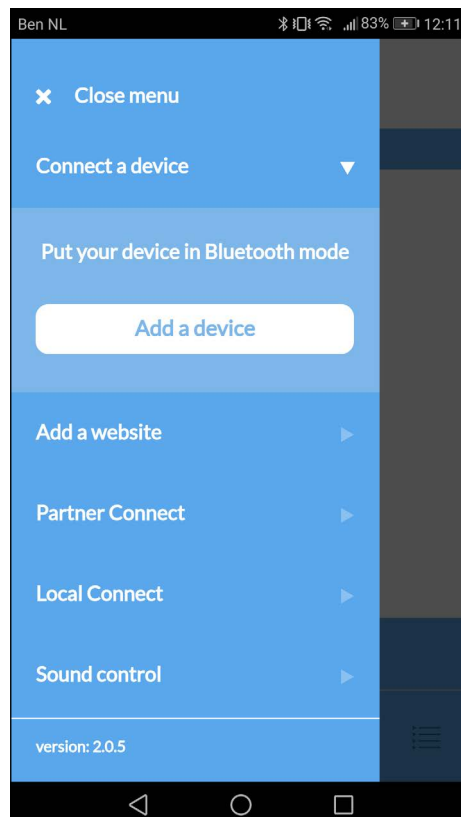 Ben NL 83% 12:11
Close menu
Connect a device
Put your device in Bluetooth mode
Add a device
Add a website
Partner Connect
Local Connect
Sound control
version: 2.0.5